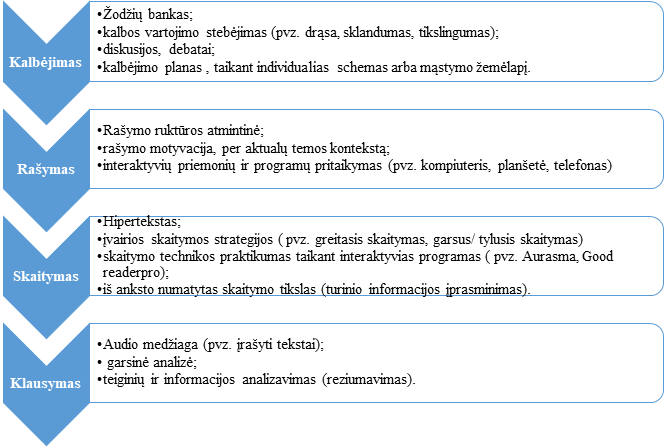 Kalbėjimas
•Žodžių bankas;
•kalbos vartojimo stebėjimas (pvz. drąsa, sklandumas, tikslingumas);
•diskusijos, debatai;
•kalbėjimo planas , taikant individualias schemas arba mąstymo žemėlapį.
Rašymas
•Rašymo ruktūros atmintinė;
•rašymo motyvacija, per aktualų temos kontekstą;
•interaktyvių priemonių ir programų pritaikymas (pvz. kompiuteris, planšetė, telefonas)
Skaitymas
•Hipertekstas;
•įvairios skaitymos strategijos ( pvz. greitasis skaitymas, garsus/ tylusis skaitymas)
•skaitymo technikos praktikumas taikant interaktyvias programas ( pvz. Aurasma, Good
readerpro);
•iš anksto numatytas skaitymo tikslas (turinio informacijos įprasminimas).
Klausymas
•Audio medžiaga (pvz. įrašyti tekstai);
• garsinė analizė;
•teiginių ir informacijos analizavimas (reziumavimas).